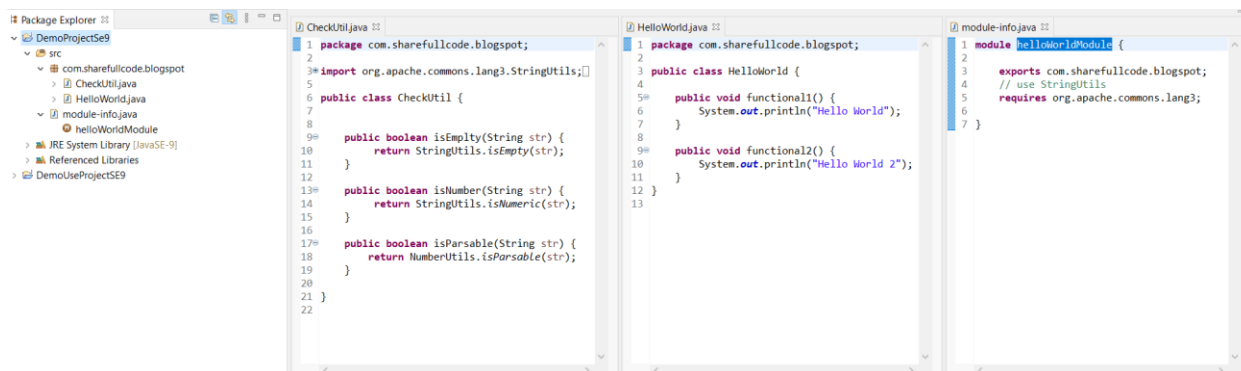 Package Explorer
DemoProjectSe9
src
com.sharefullcode.blogspot
CheckUtil.java
HelloWorld.java
module-info.java
helloWorldModule
JRE System Library [JavaSE-9]
Referenced Libraries
DemoUseProjectSE9
CheckUtil.java
1 package com.sharefullcode.blogspot;
2
3 import org.apache.commons.lang3.StringUtils;
5
6 public class CheckUtil {
7
8
9 public boolean isEmplty(String str) {
10 return StringUtils.isEmpty(str);
11 }
12
13 public boolean isNumber(String str) {
14 return StringUtils.isNumeric(str);
15 }
16
17 public boolean isParsable(String str) {
18 return NumberUtils.isParsable(str);
19 }
20
21 }
22
HelloWorld.java
1 package com.sharefullcode.blogspot;
2
3 public class HelloWorld {
4
5 public void functional1() {
6 System.out.println("Hello World");
7 }
8
9 public void functional2() {
10 System.out.println("Hello World 2");
11 }
12 }
13
module-info.java
1 module helloWorldModule {
2
3 exports com.sharefullcode.blogspot;
4 // use StringUtils
5 requires org.apache.commons.lang3;
6
7 }